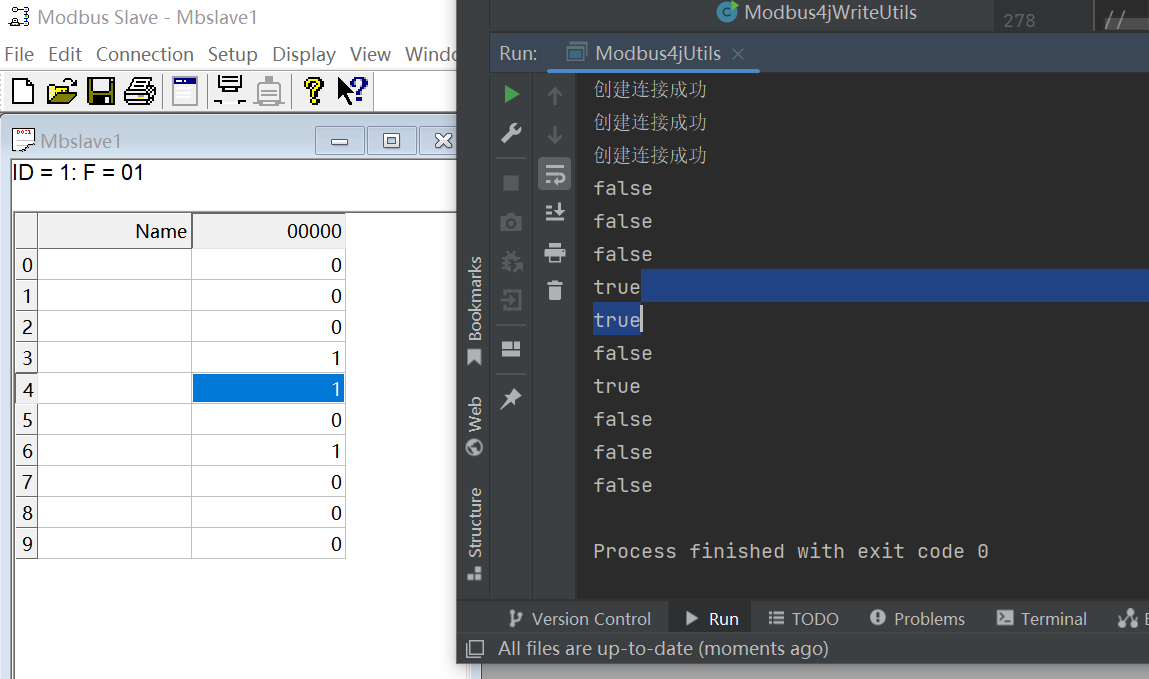 Modbus Slave - Mbslave1
File Edit Connection Setup Display View
Mbslave1
ID = 1: F = 01
Name 00000
0 0
1 0
2 0
3 1
4 1
5 0
6 1
7 0
8 0
9 0
Modbus4jWriteUtils
278 //
Run: Modbus4jUtils
创建连接成功
创建连接成功
创建连接成功
false
false
false
true
true
false
true
false
false
false
Process finished with exit code 0
Bookmarks
Web
Structure
Version Control Run TODO Problems Terminal
All files are up-to-date (moments ago)